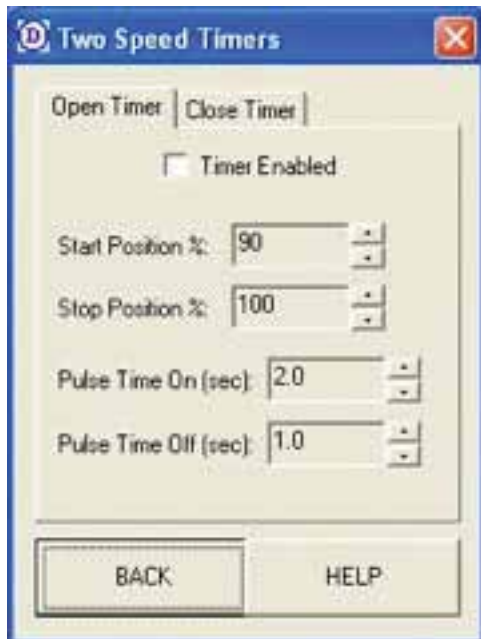 D Two Speed Timers
Open Timer Close Timer
Timer Enabled
Start Position %: 90
Stop Position %: 100
Pulse Time On (sec): 2.0
Pulse Time Off (sec): 1.0
BACK HELP